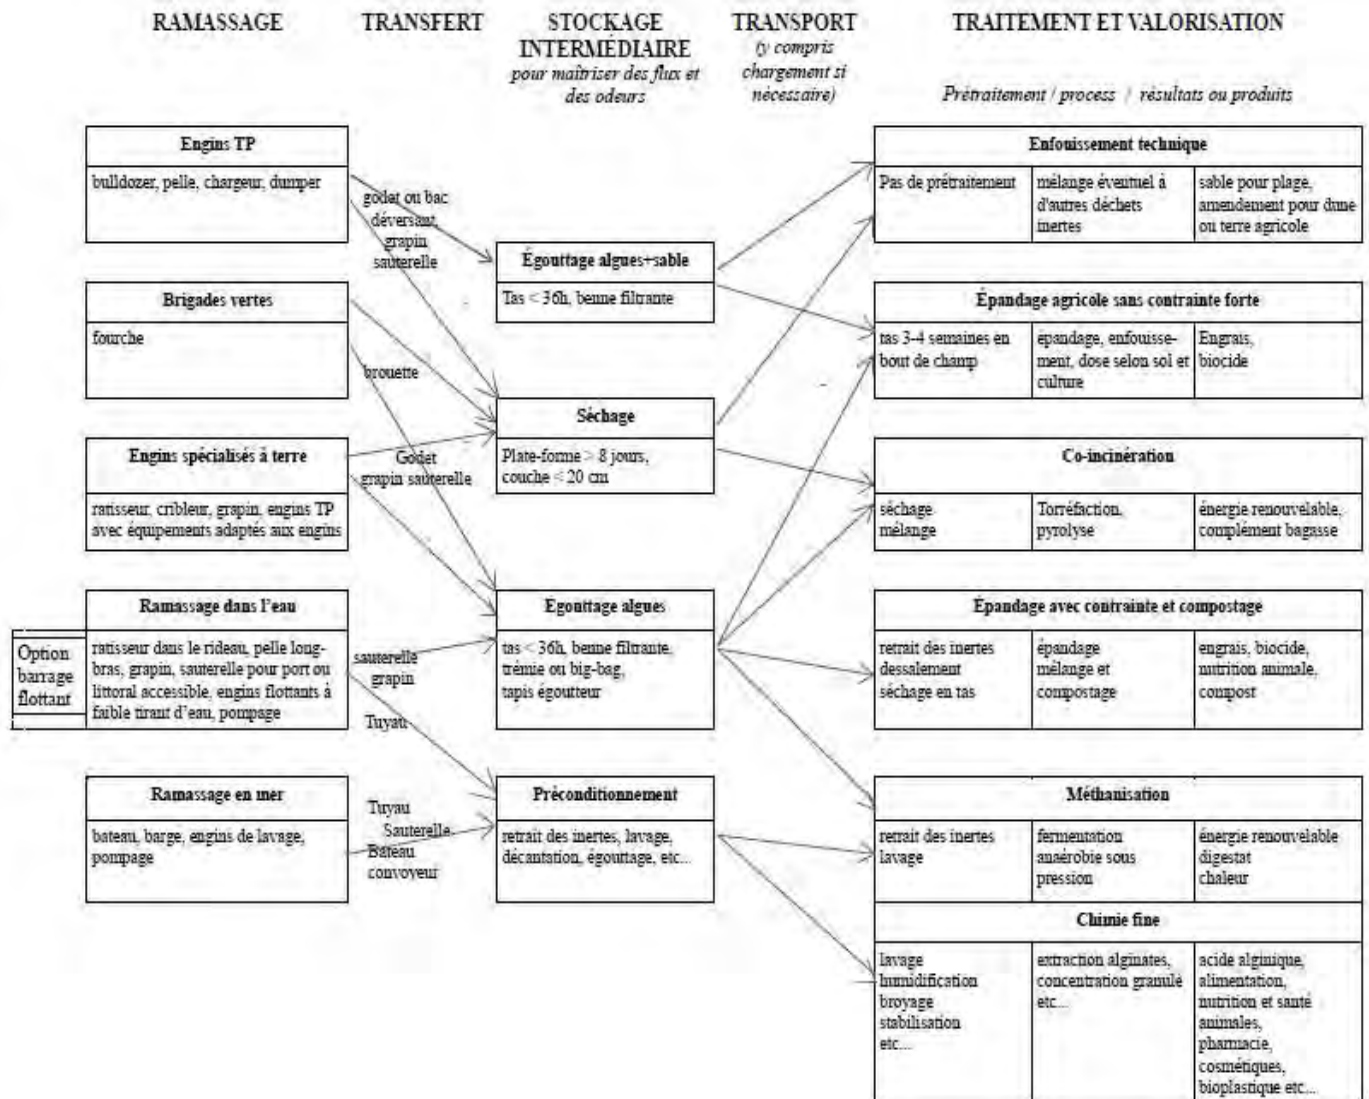 RAMASSAGE
TRANSFERT
STOCKAGE
INTERMÉDIAIRE
pour maîtriser des flux et
des odeurs
TRANSPORT
(y compris
chargement si
nécessaire)
TRAITEMENT ET VALORISATION
Prétraitement / process / résultats ou produits
Engins TP
bulldozer, pelle, chargeur, dumper
Brigades vertes
fourche
Engins spécialisés à terre
ratisseur, cribleur, grapin, engins TP
avec équipements adaptés aux engins
Ramassage dans l'eau
Option
barrage
flottant
ratisseur dans le rideau, pelle long-
bras, grapin, sauterelle pour port ou
littoral accessible, engins flottants à
faible tirant d'eau, pompage
Ramassage en mer
bateau, barge, engins de lavage,
pompage
godet ou bac
déversant,
grapin
sauterelle
brouette
Godet
grapin sauterelle
sauterelle
grapin
Tuyau
Tuyau
Sauterelle
Bateau
convoyeur
Égouttage algues+sable
Tas < 36h, benne filtrante
Séchage
Plate-forme > 8 jours,
couche < 20 cm
Egouttage algues
tas < 36h, benne filtrante,
trémie ou big-bag,
tapis égoutteur
Préconditionnement
retrait des inertes, lavage,
décantation, égouttage, etc...
Enfouissement technique
Pas de prétraitement
mélange éventuel à
d'autres déchets
inertes
sable pour plage,
amendement pour dune
ou terre agricole
Épandage agricole sans contrainte forte
tas 3-4 semaines en
bout de champ
épandage, enfouisse-
ment, dose selon sol et
culture
Engrais,
biocide
Co-incinération
séchage
mélange
Torréfaction,
pyrolyse
énergie renouvelable,
complément bagasse
Épandage avec contrainte et compostage
retrait des inertes
dessalement
séchage en tas
épandage
mélange et
compostage
engrais, biocide,
nutrition animale,
compost
Méthanisation
retrait des inertes
lavage
fermentation
anaérobie sous
pression
énergie renouvelable
digestat
chaleur
Chimie fine
lavage
humidification
broyage
stabilisation
etc...
extraction alginates,
concentration granulé
etc...
acide alginique,
alimentation,
nutrition et santé
animales,
pharmacie,
cosmétiques,
bioplastique etc...